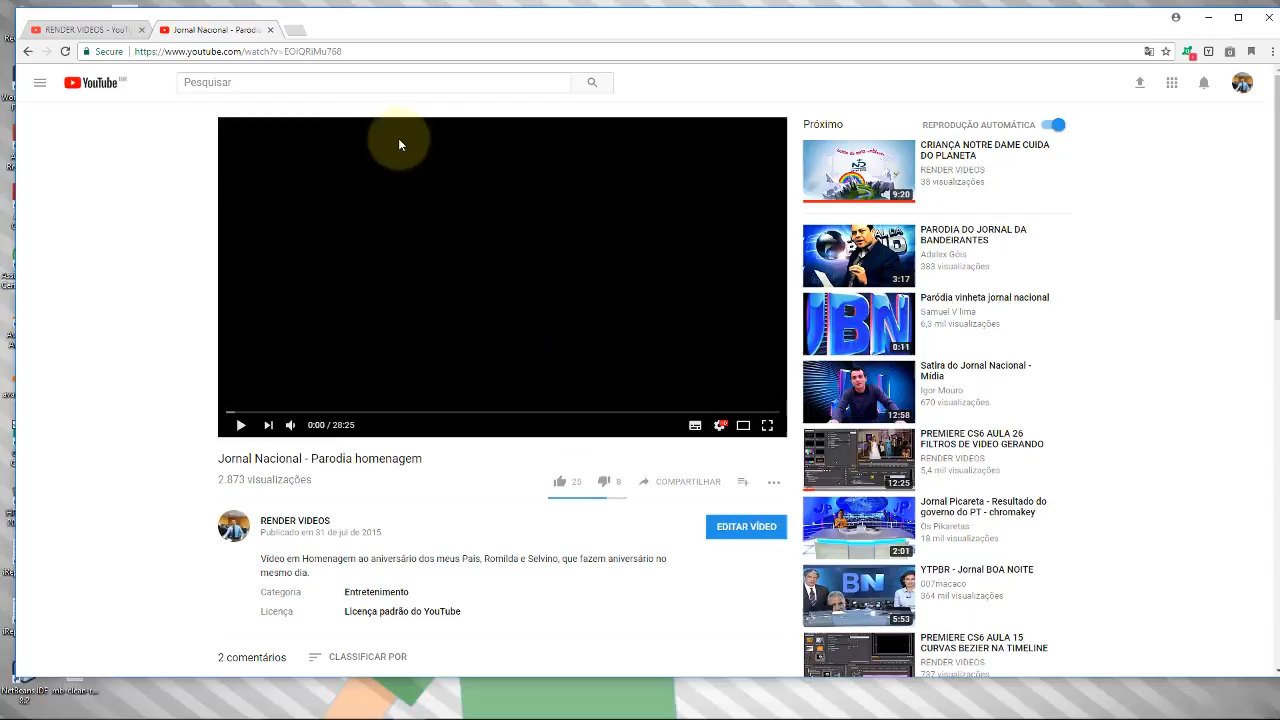 RENDER VIDEOS - YouTu
Jornal Nacional - Parodi
Secure
https://www.youtube.com/watch?v=EOIQRiMu768
YouTube BR
Pesquisar
Próximo
REPRODUÇÃO AUTOMÁTICA
CRIANÇA NOTRE DAME CUIDA
DO PLANETA
RENDER VIDEOS
38 visualizações
9:20
PARODIA DO JORNAL DA
BANDEIRANTES
Adalex Góis
383 visualizações
3:17
Paródia vinheta jornal nacional
Samuel V lima
6,3 mil visualizações
0:11
Satira do Jornal Nacional -
Mídia
Igor Mouro
670 visualizações
12:58
PREMIERE CS6 AULA 26
FILTROS DE VIDEO GERANDO
RENDER VIDEOS
5,4 mil visualizações
12:25
Jornal Picareta - Resultado do
governo do PT - chromakey
Os Pikaretas
18 mil visualizações
2:01
YTPBR - Jornal BOA NOITE
007macaco
364 mil visualizações
BN
5:53
PREMIERE CS6 AULA 15
CURVAS BEZIER NA TIMELINE
RENDER VIDEOS
737 visualizações
0:00 / 28:25
Jornal Nacional - Parodia homenagem
.873 visualizações
25
8
COMPARTILHAR
RENDER VIDEOS
Publicado em 31 de jul de 2015
EDITAR VÍDEO
Vídeo em Homenagem ao aniversário dos meus Pais, Romilda e Selvino, que fazem aniversário no
mesmo dia.
Categoria
Entretenimento
Licença
Licença padrão do YouTube
comentários
CLASSIFICAR POR